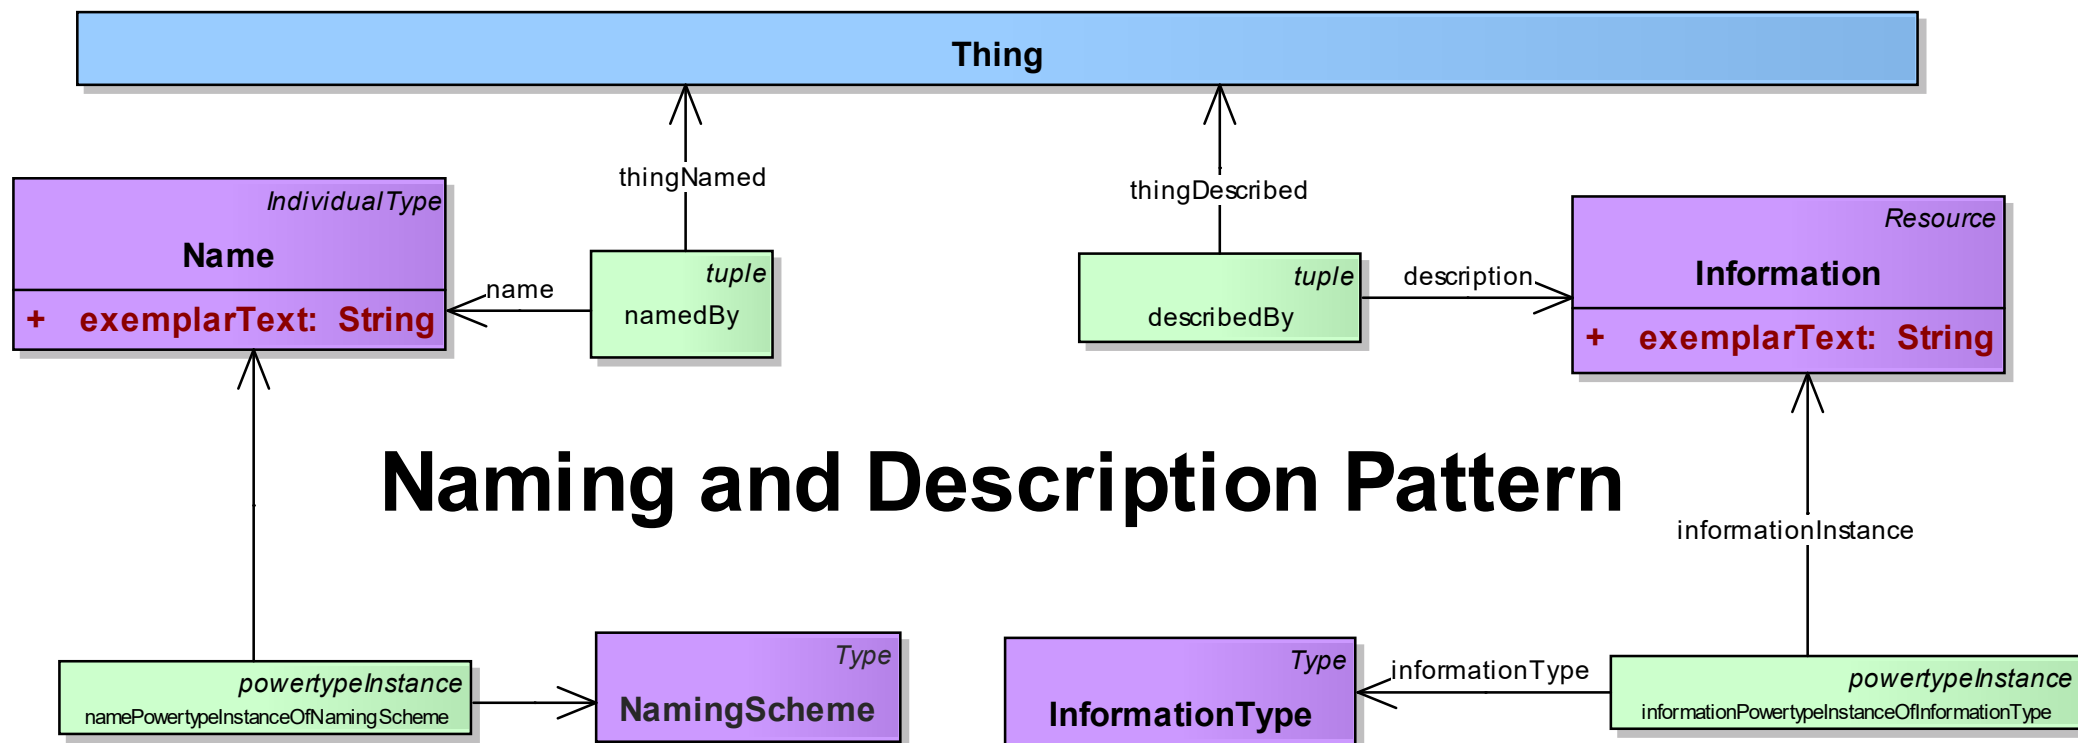 Thing
thingNamed
thingDescribed
IndividualType
Name
+ exemplarText: String
name
tuple
namedBy
tuple
describedBy
description
Resource
Information
+ exemplarText: String
Naming and Description Pattern
informationInstance
powertypeInstance
namePowertypeInstanceOfNamingScheme
Type
NamingScheme
Type
InformationType
informationType
powertypeInstance
informationPowertypeInstanceOfInformationType